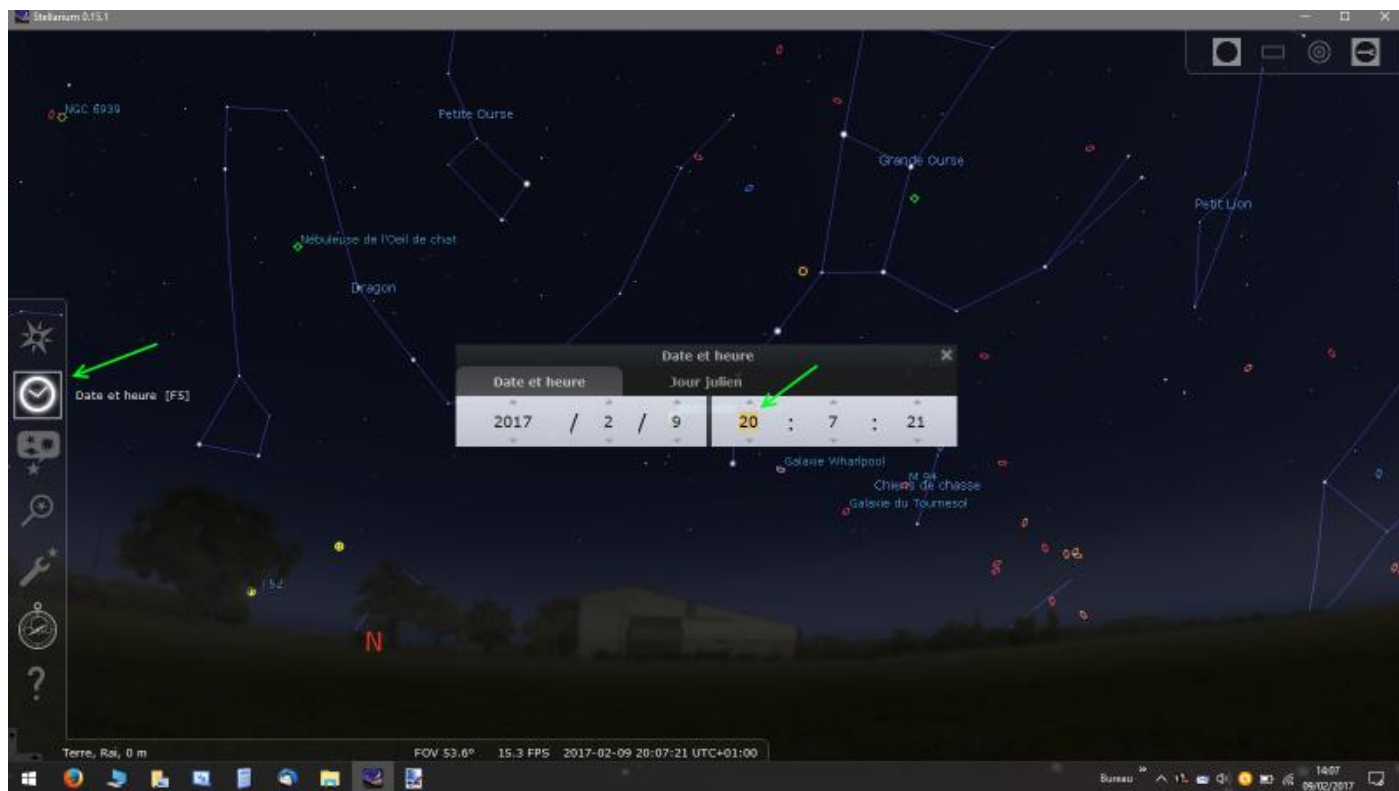 Stellarium 0.15.1
NGC 6939
Petite Ourse
Grande Ourse
Petit Lion
Nébuleuse de l'Oeil de chat
Dragon
Date et heure
Date et heure [F5]
Date et heure Jour julien
2017 / 2 / 9 20 : 7 : 21
Galaxie Wharlpool
M 94
Chiens de chasse
Galaxie du Tournesol
N
Terre, Rai, 0 m FOV 53.6° 15.3 FPS 2017-02-09 20:07:21 UTC+01:00
Bureau 14:07
09/02/2017